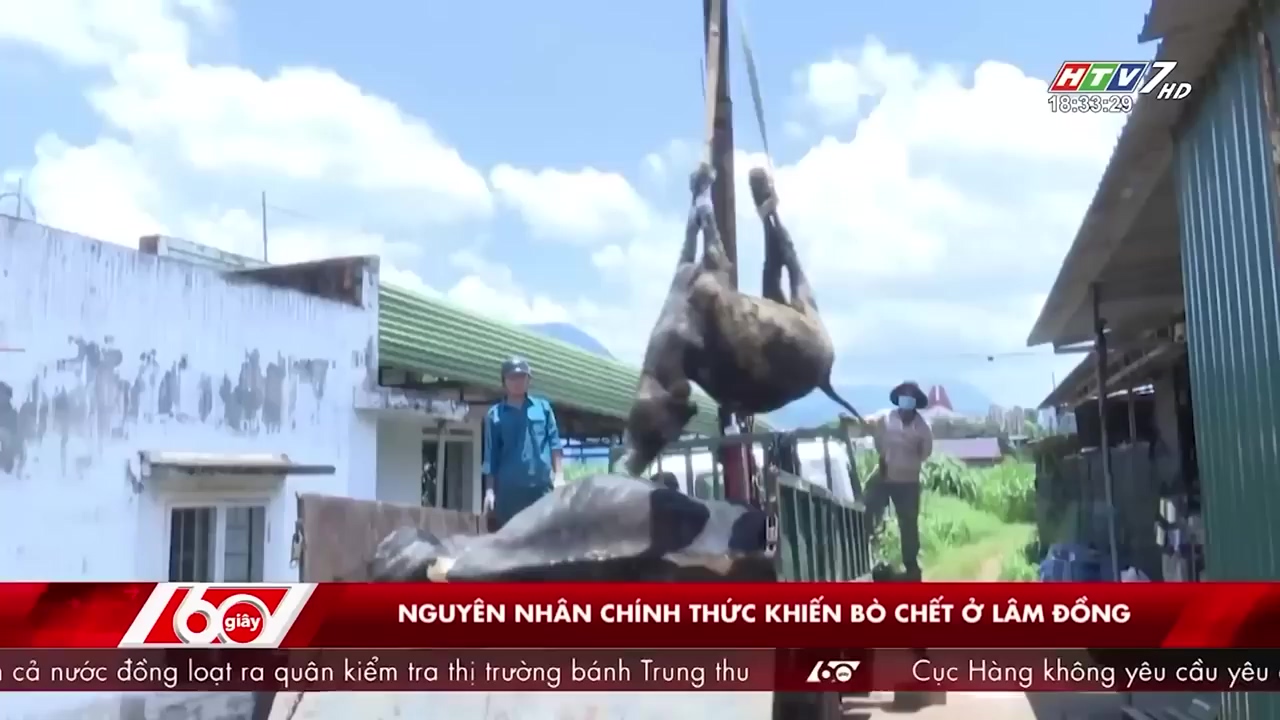 HTV7 HD
18:33:29
60 giây
NGUYÊN NHÂN CHÍNH THỨC KHIẾN BÒ CHẾT Ở LÂM ĐỒNG
cả nước đồng loạt ra quân kiểm tra thị trường bánh Trung thu 60 Cục Hàng không yêu cầu yêu